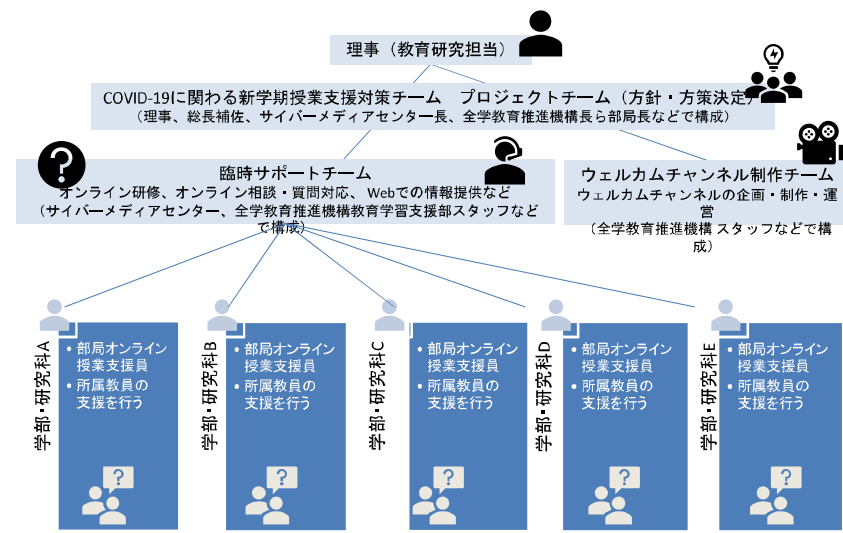 理事（教育研究担当）
COVID-19に関わる新学期授業支援対策チーム　プロジェクトチーム（方針・方策決定）
（理事、総長補佐、サイバーメディアセンター長、全学教育推進機構長ら部局長などで構成）
?
臨時サポートチーム
オンライン研修、オンライン相談・質問対応、Webでの情報提供など
（サイバーメディアセンター、全学教育推進機構教育学習支援部スタッフなど
で構成）
ウェルカムチャンネル制作チーム
ウェルカムチャンネルの企画・制作・運
営
（全学教育推進機構 スタッフなどで構
成）
学部・研究科A
• 部局オンライン
授業支援員
• 所属教員の
支援を行う
?
学部・研究科B
• 部局オンライン
授業支援員
• 所属教員の
支援を行う
?
学部・研究科C
• 部局オンライン
授業支援員
• 所属教員の
支援を行う
?
学部・研究科D
• 部局オンライン
授業支援員
• 所属教員の
支援を行う
?
学部・研究科E
• 部局オンライン
授業支援員
• 所属教員の
支援を行う
?